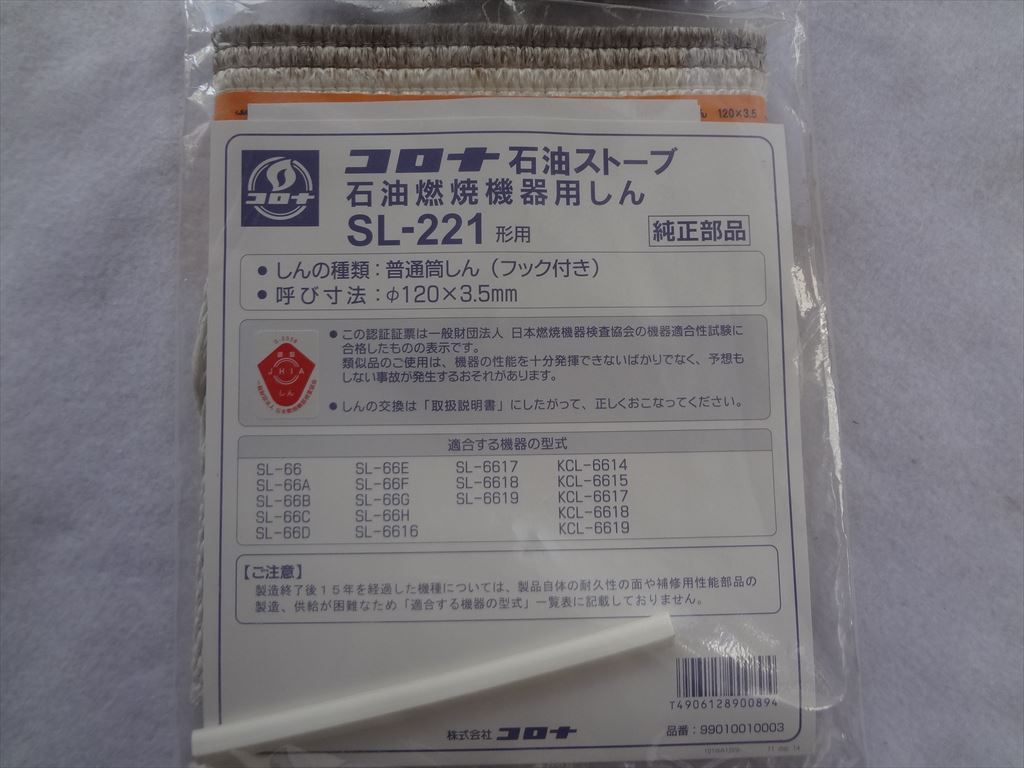 120×3.5
コロナ 石油ストーブ
コロナ
石油燃焼機器用しん
SL-221 形用
純正部品
●しんの種類：普通筒しん（フック付き）
●呼び寸法：φ120×3.5mm
●この認証証票は一般財団法人 日本燃焼機器検査協会の機器適合性試験に
合格したものの表示です。
類似品のご使用は、機器の性能を十分発揮できないばかりでなく、予想も
しない事故が発生するおそれがあります。
JHIA
しん
●しんの交換は「取扱説明書」にしたがって、正しくおこなってください。
適合する機器の型式
SL-66 SL-66E SL-6617 KCL-6614
SL-66A SL-66F SL-6618 KCL-6615
SL-66B SL-66G SL-6619 KCL-6617
SL-66C SL-66H KCL-6618
SL-66D SL-6616 KCL-6619
【ご注意】
製造終了後１５年を経過した機種については、製品自体の耐久性の面や補修用性能部品の
製造、供給が困難なため「適合する機器の型式」一覧表に記載しておりません。
T4906128900894
株式会社 コロナ
品番：99010010003